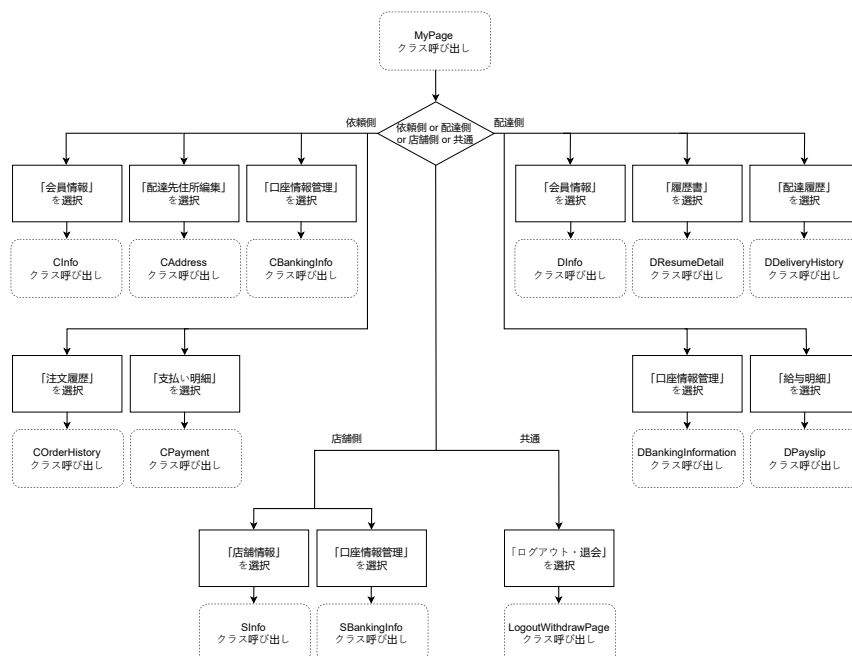 MyPage
クラス呼び出し
依頼側 or 配達側
or 店舗側 or 共通
依頼側
配達側
「会員情報」
を選択
「配達先住所編集」
を選択
「口座情報管理」
を選択
「会員情報」
を選択
「履歴書」
を選択
「配達履歴」
を選択
CInfo
クラス呼び出し
CAddress
クラス呼び出し
CBankingInfo
クラス呼び出し
DInfo
クラス呼び出し
DResumeDetail
クラス呼び出し
DDeliveryHistory
クラス呼び出し
「注文履歴」
を選択
「支払い明細」
を選択
「口座情報管理」
を選択
「給与明細」
を選択
COrderHistory
クラス呼び出し
CPayment
クラス呼び出し
DBankingInformation
クラス呼び出し
DPayslip
クラス呼び出し
店舗側
共通
「店舗情報」
を選択
「口座情報管理」
を選択
「ログアウト・退会」
を選択
SInfo
クラス呼び出し
SBankingInfo
クラス呼び出し
LogoutWithdrawPage
クラス呼び出し